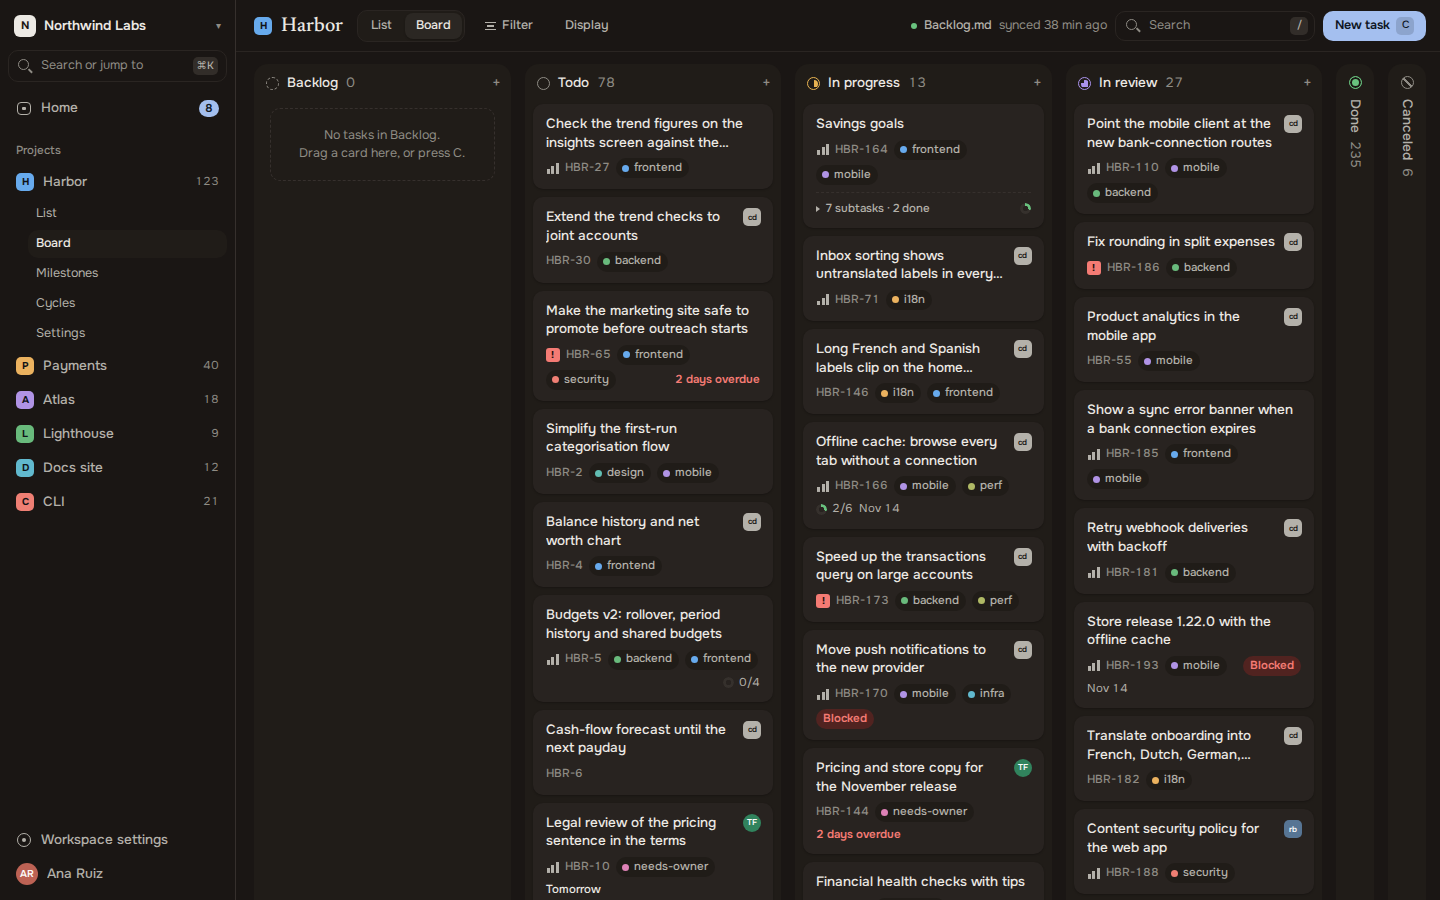 N Northwind Labs
Search or jump to ⌘K
Home 8
Projects
H Harbor 123
List
Board
Milestones
Cycles
Settings
P Payments 40
A Atlas 18
L Lighthouse 9
D Docs site 12
C CLI 21
Workspace settings
AR Ana Ruiz
H Harbor List Board Filter Display Backlog.md synced 38 min ago Search / New task C
Backlog 0 +
No tasks in Backlog.
Drag a card here, or press C.
Todo 78 +
Check the trend figures on the
insights screen against the...
HBR-27 frontend
Extend the trend checks to
joint accounts
cd
HBR-30 backend
Make the marketing site safe to
promote before outreach starts
! HBR-65 frontend
security 2 days overdue
Simplify the first-run
categorisation flow
HBR-2 design mobile
Balance history and net
worth chart
cd
HBR-4 frontend
Budgets v2: rollover, period
history and shared budgets
HBR-5 backend frontend
0/4
Cash-flow forecast until the
next payday
cd
HBR-6
Legal review of the pricing
sentence in the terms
TF
HBR-10 needs-owner
Tomorrow
In progress 13 +
Savings goals
HBR-164 frontend
mobile
7 subtasks · 2 done
Inbox sorting shows
untranslated labels in every...
cd
HBR-71 i18n
Long French and Spanish
labels clip on the home...
cd
HBR-146 i18n frontend
Offline cache: browse every
tab without a connection
cd
HBR-166 mobile perf
2/6 Nov 14
Speed up the transactions
query on large accounts
cd
! HBR-173 backend perf
Move push notifications to
the new provider
cd
HBR-170 mobile infra
Blocked
Pricing and store copy for
the November release
TF
HBR-144 needs-owner
2 days overdue
Financial health checks with tips
In review 27 +
Point the mobile client at the
new bank-connection routes
cd
HBR-110 mobile
backend
Fix rounding in split expenses
cd
! HBR-186 backend
Product analytics in the
mobile app
cd
HBR-55 mobile
Show a sync error banner when
a bank connection expires
HBR-185 frontend
mobile
Retry webhook deliveries
with backoff
cd
HBR-181 backend
Store release 1.22.0 with the
offline cache
HBR-193 mobile Blocked
Nov 14
Translate onboarding into
French, Dutch, German,...
cd
HBR-182 i18n
Content security policy for
the web app
rb
HBR-188 security
Done 235
Canceled 6